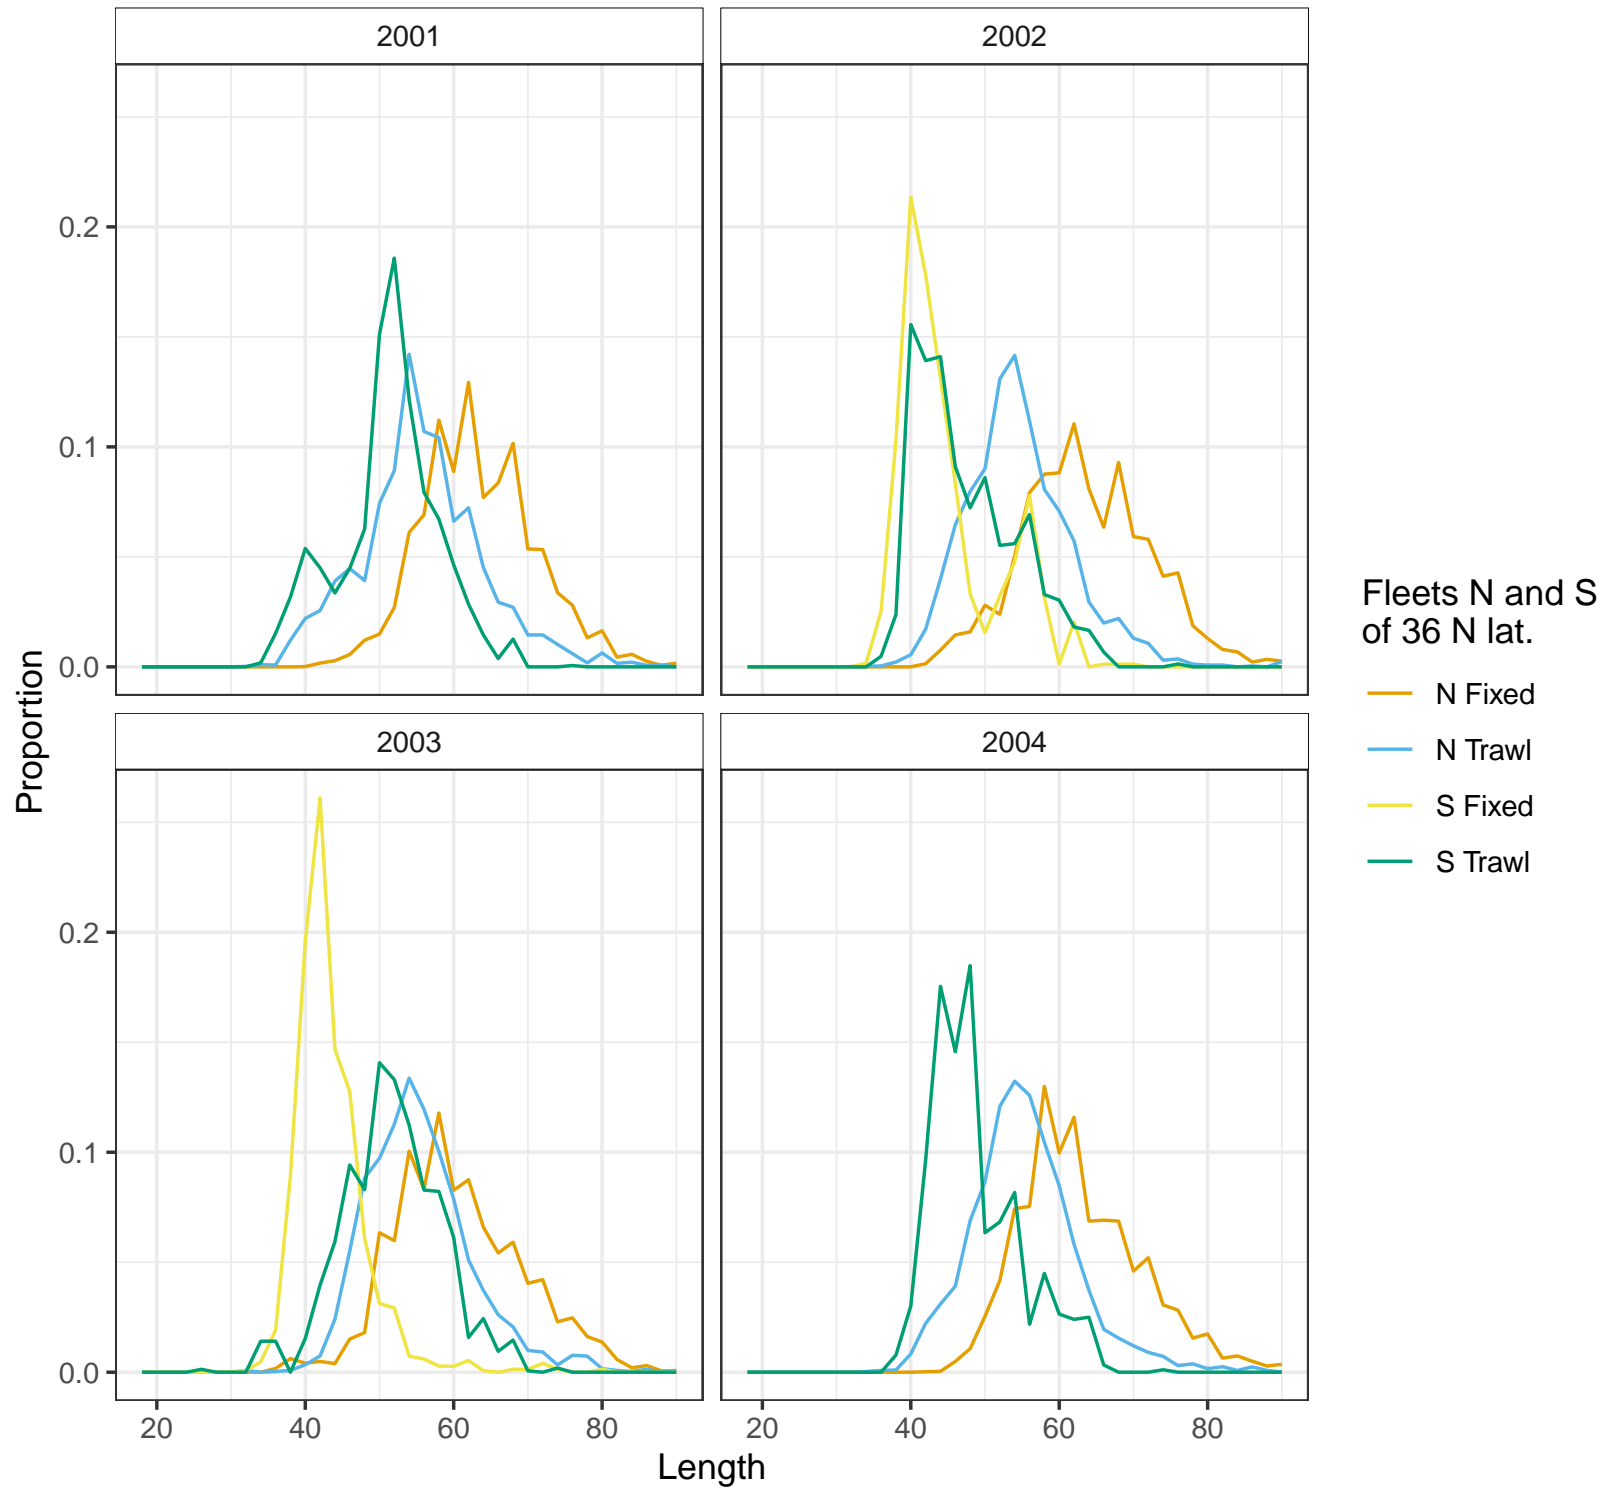 2001
2002
0.2
0.1
0.0
2003
2004
0.2
0.1
0.0
20 40 60 80
20 40 60 80
Length
Proportion
Fleets N and S
of 36 N lat.
N Fixed
N Trawl
S Fixed
S Trawl